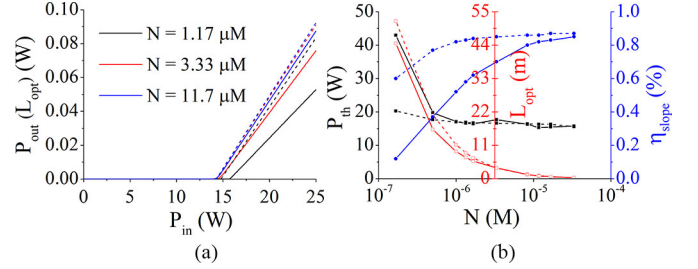 0.10
0.08
0.06
0.04
0.02
0.00
P_out (L_opt) (W)
N = 1.17 μM
N = 3.33 μM
N = 11.7 μM
0 5 10 15 20 25
P_in (W)
(a)
50
40
30
20
10
0
P_th (W)
55
44
33
22
11
0
L_opt (m)
1.0
0.8
0.6
0.4
0.2
0.0
η_slope (%)
10^-7 10^-6 10^-5 10^-4
N (M)
(b)